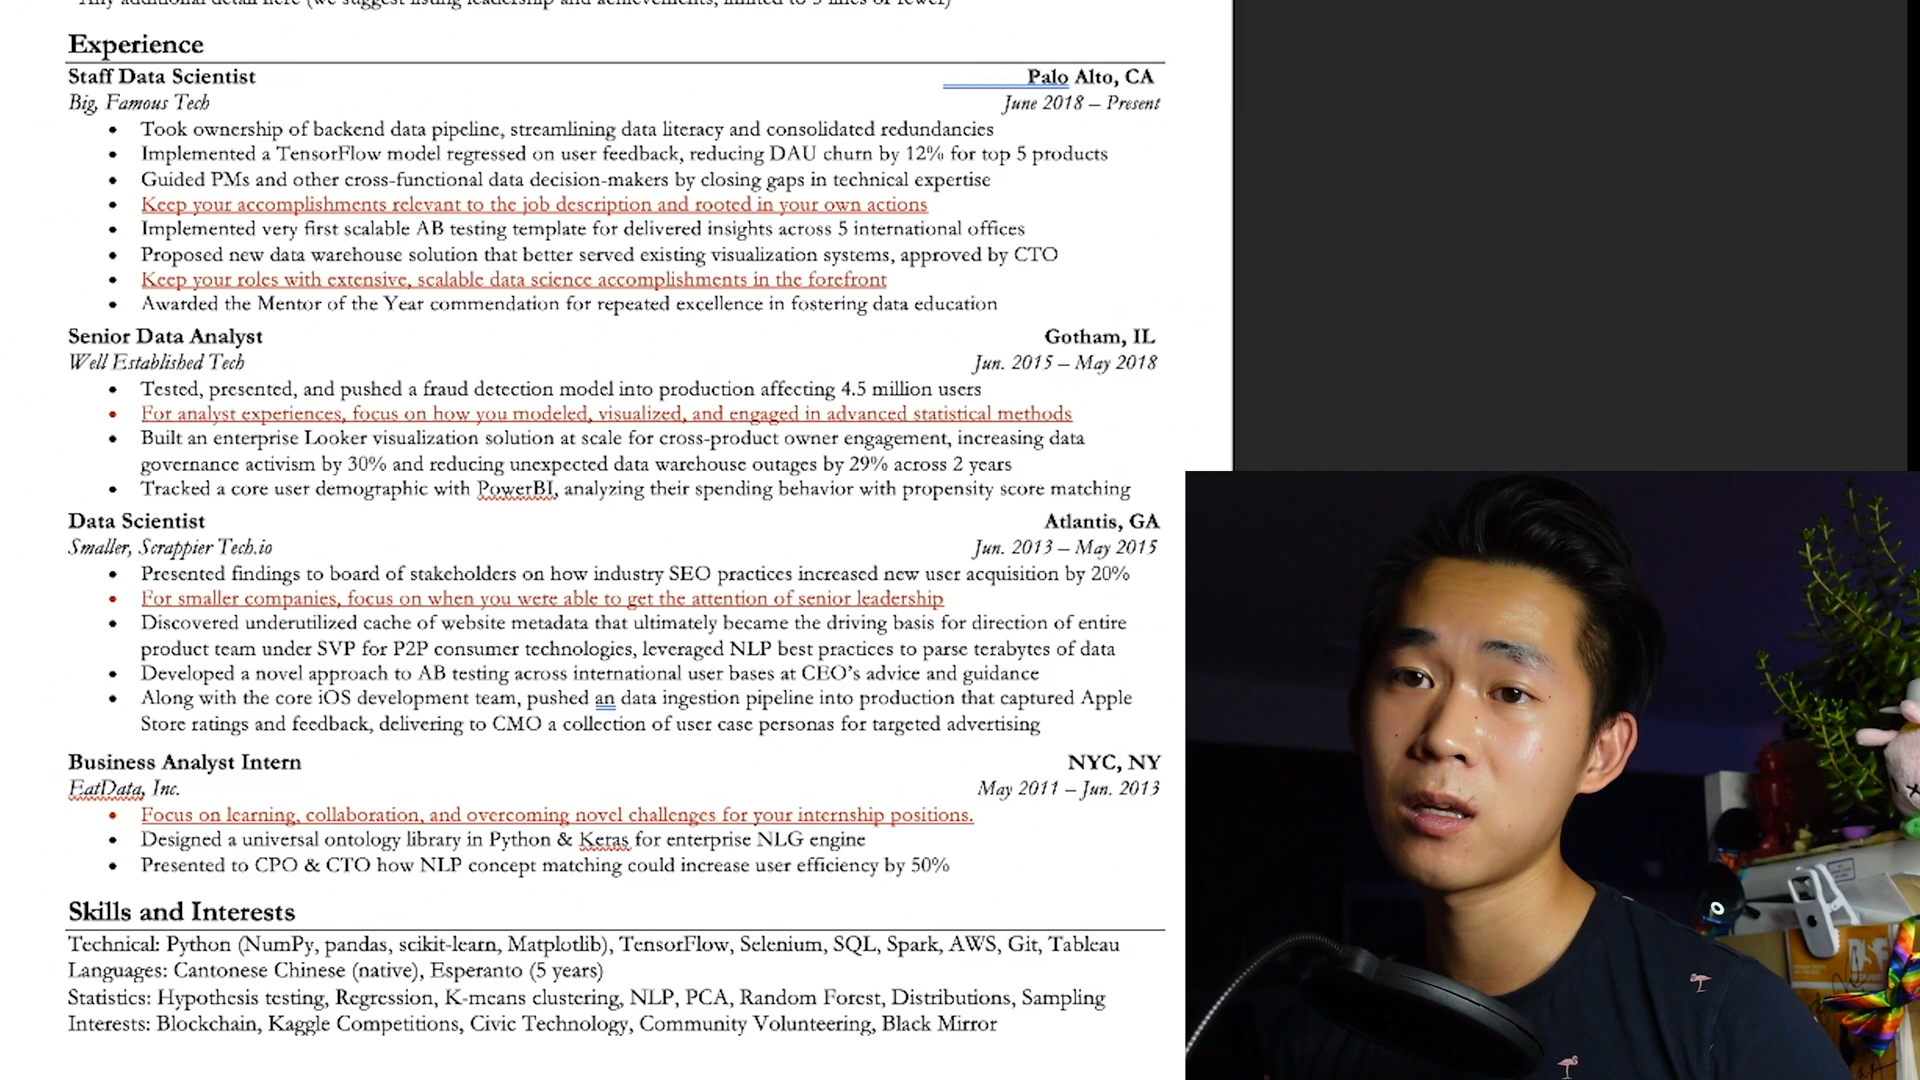 Any additional detail here (we suggest listing leadership and achievements, limited to 3 lines or fewer)
Experience
Staff Data Scientist Palo Alto, CA
Big, Famous Tech June 2018 – Present
• Took ownership of backend data pipeline, streamlining data literacy and consolidated redundancies
• Implemented a TensorFlow model regressed on user feedback, reducing DAU churn by 12% for top 5 products
• Guided PMs and other cross-functional data decision-makers by closing gaps in technical expertise
• Keep your accomplishments relevant to the job description and rooted in your own actions
• Implemented very first scalable AB testing template for delivered insights across 5 international offices
• Proposed new data warehouse solution that better served existing visualization systems, approved by CTO
• Keep your roles with extensive, scalable data science accomplishments in the forefront
• Awarded the Mentor of the Year commendation for repeated excellence in fostering data education
Senior Data Analyst Gotham, IL
Well Established Tech Jun. 2015 – May 2018
• Tested, presented, and pushed a fraud detection model into production affecting 4.5 million users
• For analyst experiences, focus on how you modeled, visualized, and engaged in advanced statistical methods
• Built an enterprise Looker visualization solution at scale for cross-product owner engagement, increasing data
governance activism by 30% and reducing unexpected data warehouse outages by 29% across 2 years
• Tracked a core user demographic with PowerBI, analyzing their spending behavior with propensity score matching
Data Scientist Atlantis, GA
Smaller, Scrappier Tech.io Jun. 2013 – May 2015
• Presented findings to board of stakeholders on how industry SEO practices increased new user acquisition by 20%
• For smaller companies, focus on when you were able to get the attention of senior leadership
• Discovered underutilized cache of website metadata that ultimately became the driving basis for direction of entire
product team under SVP for P2P consumer technologies, leveraged NLP best practices to parse terabytes of data
• Developed a novel approach to AB testing across international user bases at CEO's advice and guidance
• Along with the core iOS development team, pushed an data ingestion pipeline into production that captured Apple
Store ratings and feedback, delivering to CMO a collection of user case personas for targeted advertising
Business Analyst Intern NYC, NY
EatData, Inc. May 2011 – Jun. 2013
• Focus on learning, collaboration, and overcoming novel challenges for your internship positions.
• Designed a universal ontology library in Python & Keras for enterprise NLG engine
• Presented to CPO & CTO how NLP concept matching could increase user efficiency by 50%
Skills and Interests
Technical: Python (NumPy, pandas, scikit-learn, Matplotlib), TensorFlow, Selenium, SQL, Spark, AWS, Git, Tableau
Languages: Cantonese Chinese (native), Esperanto (5 years)
Statistics: Hypothesis testing, Regression, K-means clustering, NLP, PCA, Random Forest, Distributions, Sampling
Interests: Blockchain, Kaggle Competitions, Civic Technology, Community Volunteering, Black Mirror